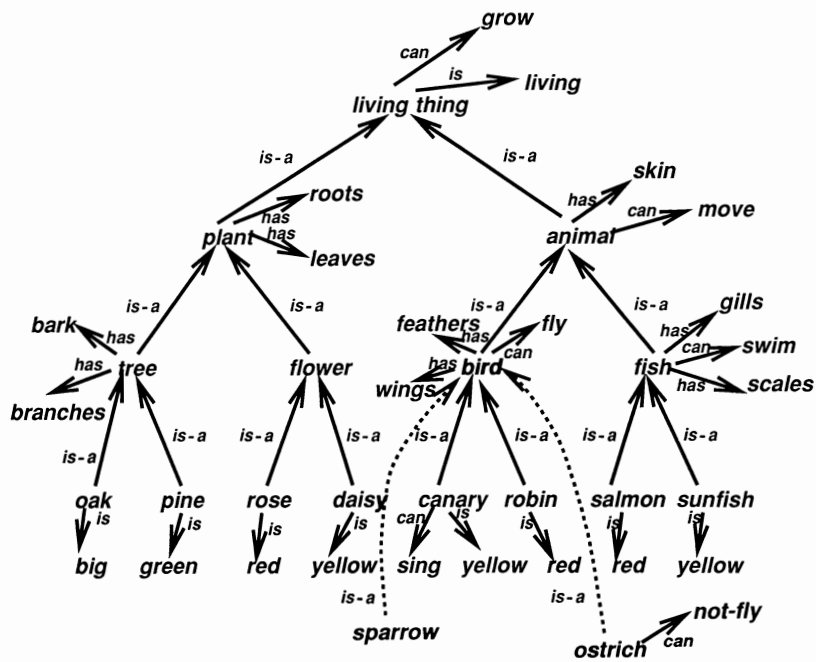 grow
can
is
living
living thing
is-a
is-a
skin
roots
has
has
can
move
plant
has
animal
leaves
is-a
is-a
is-a
is-a
gills
bark
has
feathers
has
fly
has
can
swim
has
tree
flower
has
bird
can
fish
has
scales
branches
wings
is-a
is-a
is-a
is-a
is-a
is-a
is-a
is-a
oak
pine
rose
daisy
canary
robin
salmon
sunfish
is
is
is
is
can
is
is
is
is
big
green
red
yellow
sing
yellow
red
red
yellow
is-a
is-a
not-fly
sparrow
can
ostrich